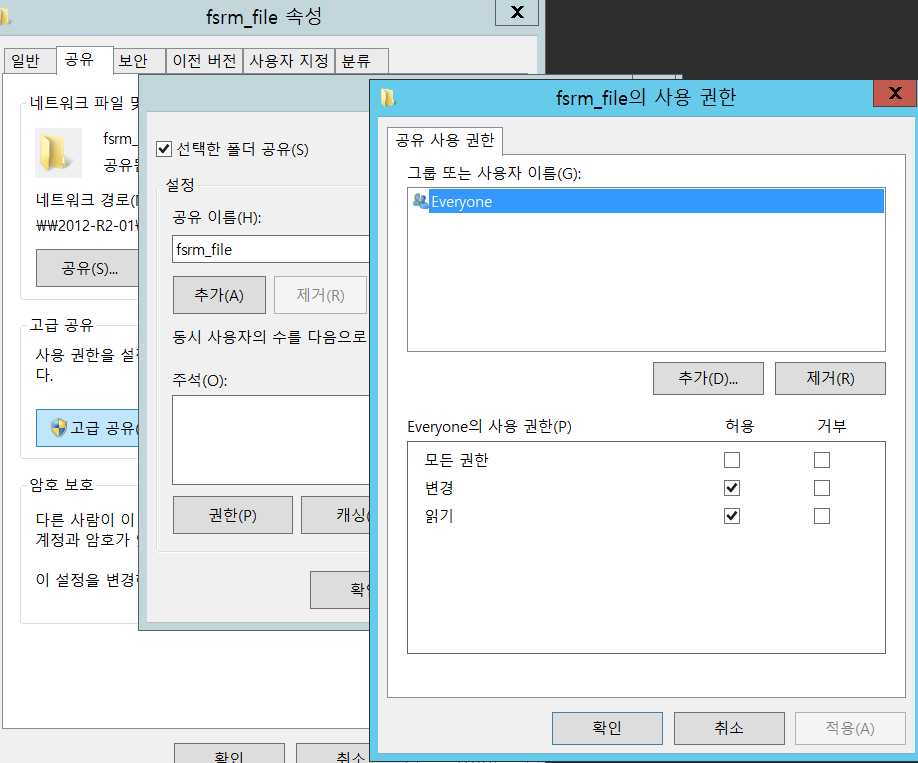 fsrm_file 속성
일반 공유 보안 이전 버전 사용자 지정 분류
네트워크 파일 및
fsrm_
공유
네트워크 경로(
₩₩2012-R2-01
공유(S)...
고급 공유
사용 권한을 설
다.
고급 공유(
암호 보호
다른 사람이 이
계정과 암호가
이 설정을 변경
확인 취소
선택한 폴더 공유(S)
설정
공유 이름(H):
fsrm_file
추가(A) 제거(R)
동시 사용자의 수를 다음으로
주석(O):
권한(P) 캐싱(
확인
fsrm_file의 사용 권한
공유 사용 권한
그룹 또는 사용자 이름(G):
Everyone
추가(D)... 제거(R)
Everyone의 사용 권한(P) 허용 거부
모든 권한
변경
읽기
확인 취소 적용(A)